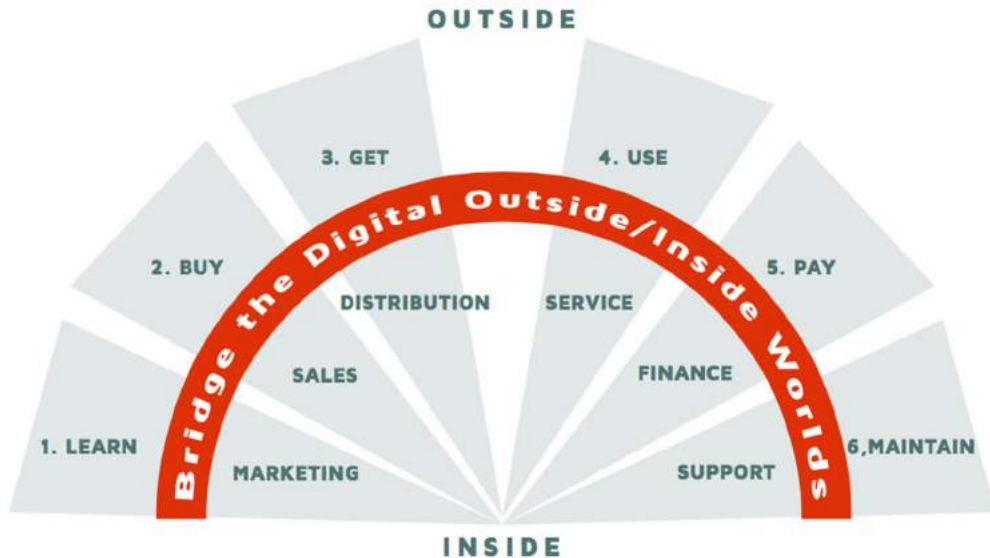 OUTSIDE
3. GET
4. USE
2. BUY
5. PAY
1. LEARN
6,MAINTAIN
Bridge the Digital Outside/Inside Worlds
DISTRIBUTION
SERVICE
SALES
FINANCE
MARKETING
SUPPORT
INSIDE